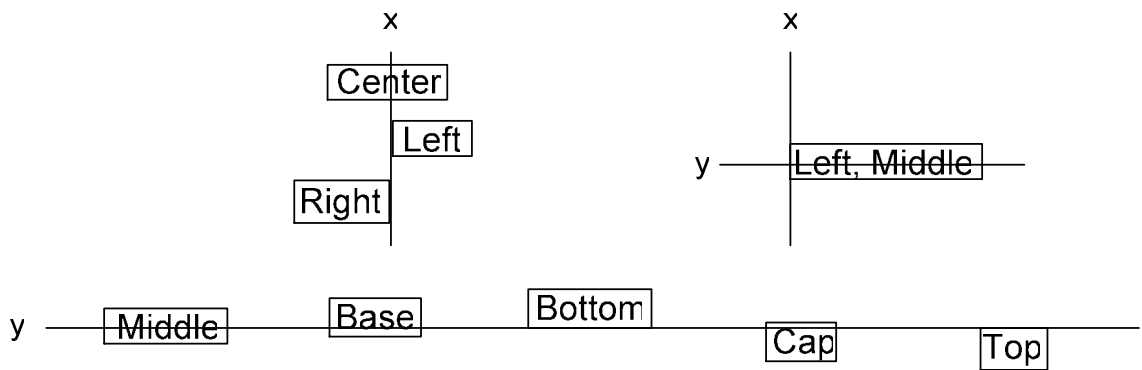 x x
Center
Left
y Left, Middle
Right
y Middle Base Bottom Cap Top